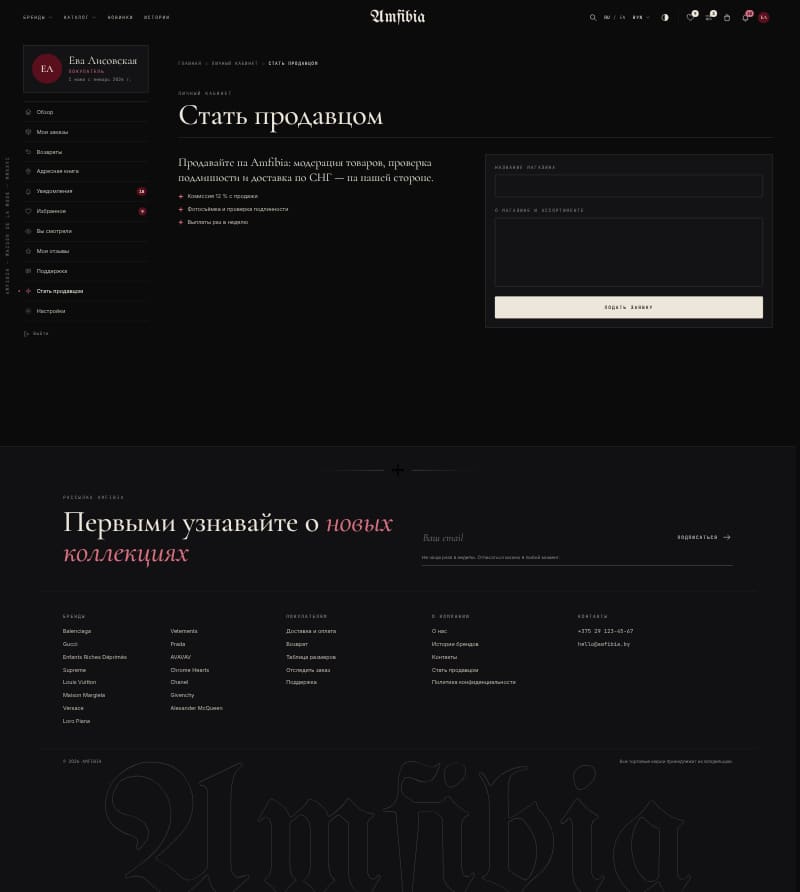 БРЕНДЫ КАТАЛОГ НОВИНКИ ИСТОРИИ
Amfibia
RU / EN BYN
ЕЛ
ЕЛ
Ева Лисовская
ПОКУПАТЕЛЬ
С нами с январь 2026 г.
Обзор
Мои заказы
Возвраты
Адресная книга
Уведомления 18
Избранное 9
Вы смотрели
Мои отзывы
Поддержка
Стать продавцом
Настройки
Выйти
ГЛАВНАЯ ЛИЧНЫЙ КАБИНЕТ СТАТЬ ПРОДАВЦОМ
ЛИЧНЫЙ КАБИНЕТ
Стать продавцом
Продавайте на Amfibia: модерация товаров, проверка
подлинности и доставка по СНГ — на нашей стороне.
Комиссия 12 % с продажи
Фотосъёмка и проверка подлинности
Выплаты раз в неделю
НАЗВАНИЕ МАГАЗИНА
О МАГАЗИНЕ И АССОРТИМЕНТЕ
ПОДАТЬ ЗАЯВКУ
РАССЫЛКА AMFIBIA
Первыми узнавайте о новых
коллекциях
Ваш email
ПОДПИСАТЬСЯ
Не чаще раза в неделю. Отписаться можно в любой момент.
БРЕНДЫ
Balenciaga
Gucci
Enfants Riches Déprimés
Supreme
Louis Vuitton
Maison Margiela
Versace
Loro Piana
Vetements
Prada
AVAVAV
Chrome Hearts
Chanel
Givenchy
Alexander McQueen
ПОКУПАТЕЛЯМ
Доставка и оплата
Возврат
Таблица размеров
Отследить заказ
Поддержка
О КОМПАНИИ
О нас
Истории брендов
Контакты
Стать продавцом
Политика конфиденциальности
КОНТАКТЫ
+375 29 123-45-67
hello@amfibia.by
© 2026 AMFIBIA
Все торговые марки принадлежат их владельцам.
Amfibia